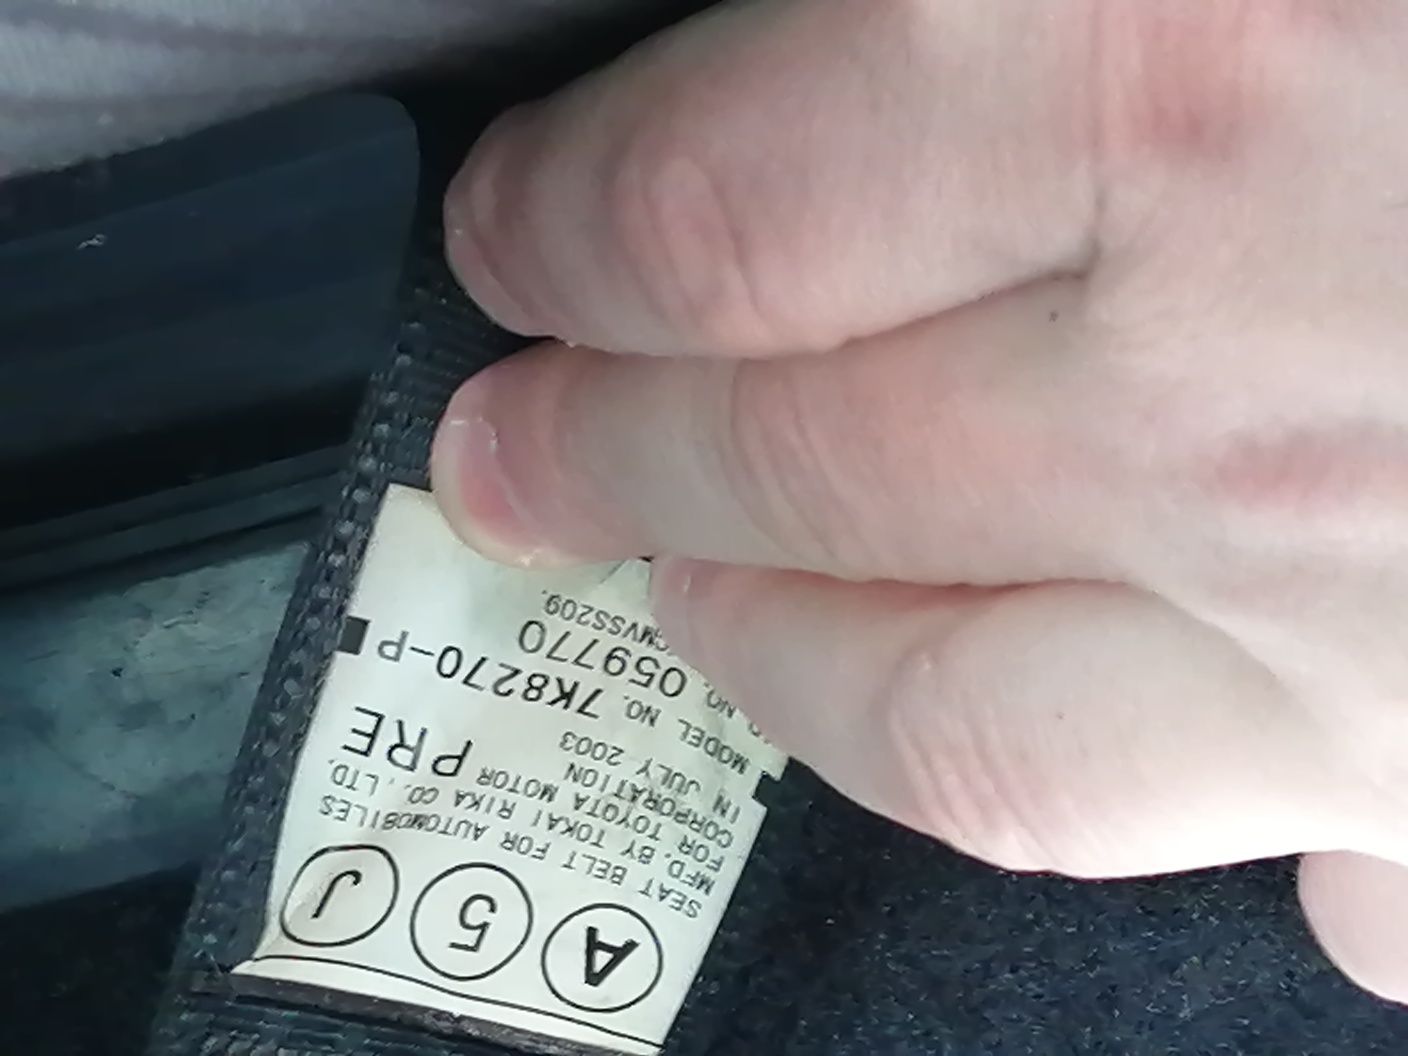 A 5 J
SEAT BELT FOR AUTOMOBILES
MFD. BY TOKAI RIKA CO., LTD.
FOR TOYOTA MOTOR
CORPORATION PRE
IN JULY 2003
MODEL NO. 7K8270-P
NO. 059770
CMVSS209.